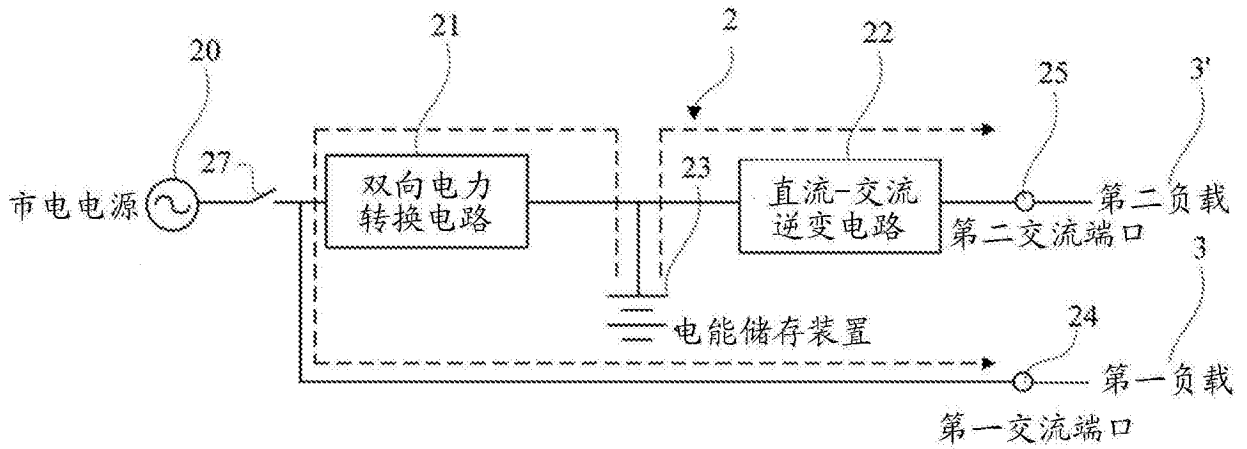 20
21
2
22
25
3'
27
市电电源
双向电力
转换电路
23
直流-交流
逆变电路
第二负载
第二交流端口
3
电能储存装置
24
第一负载
第一交流端口